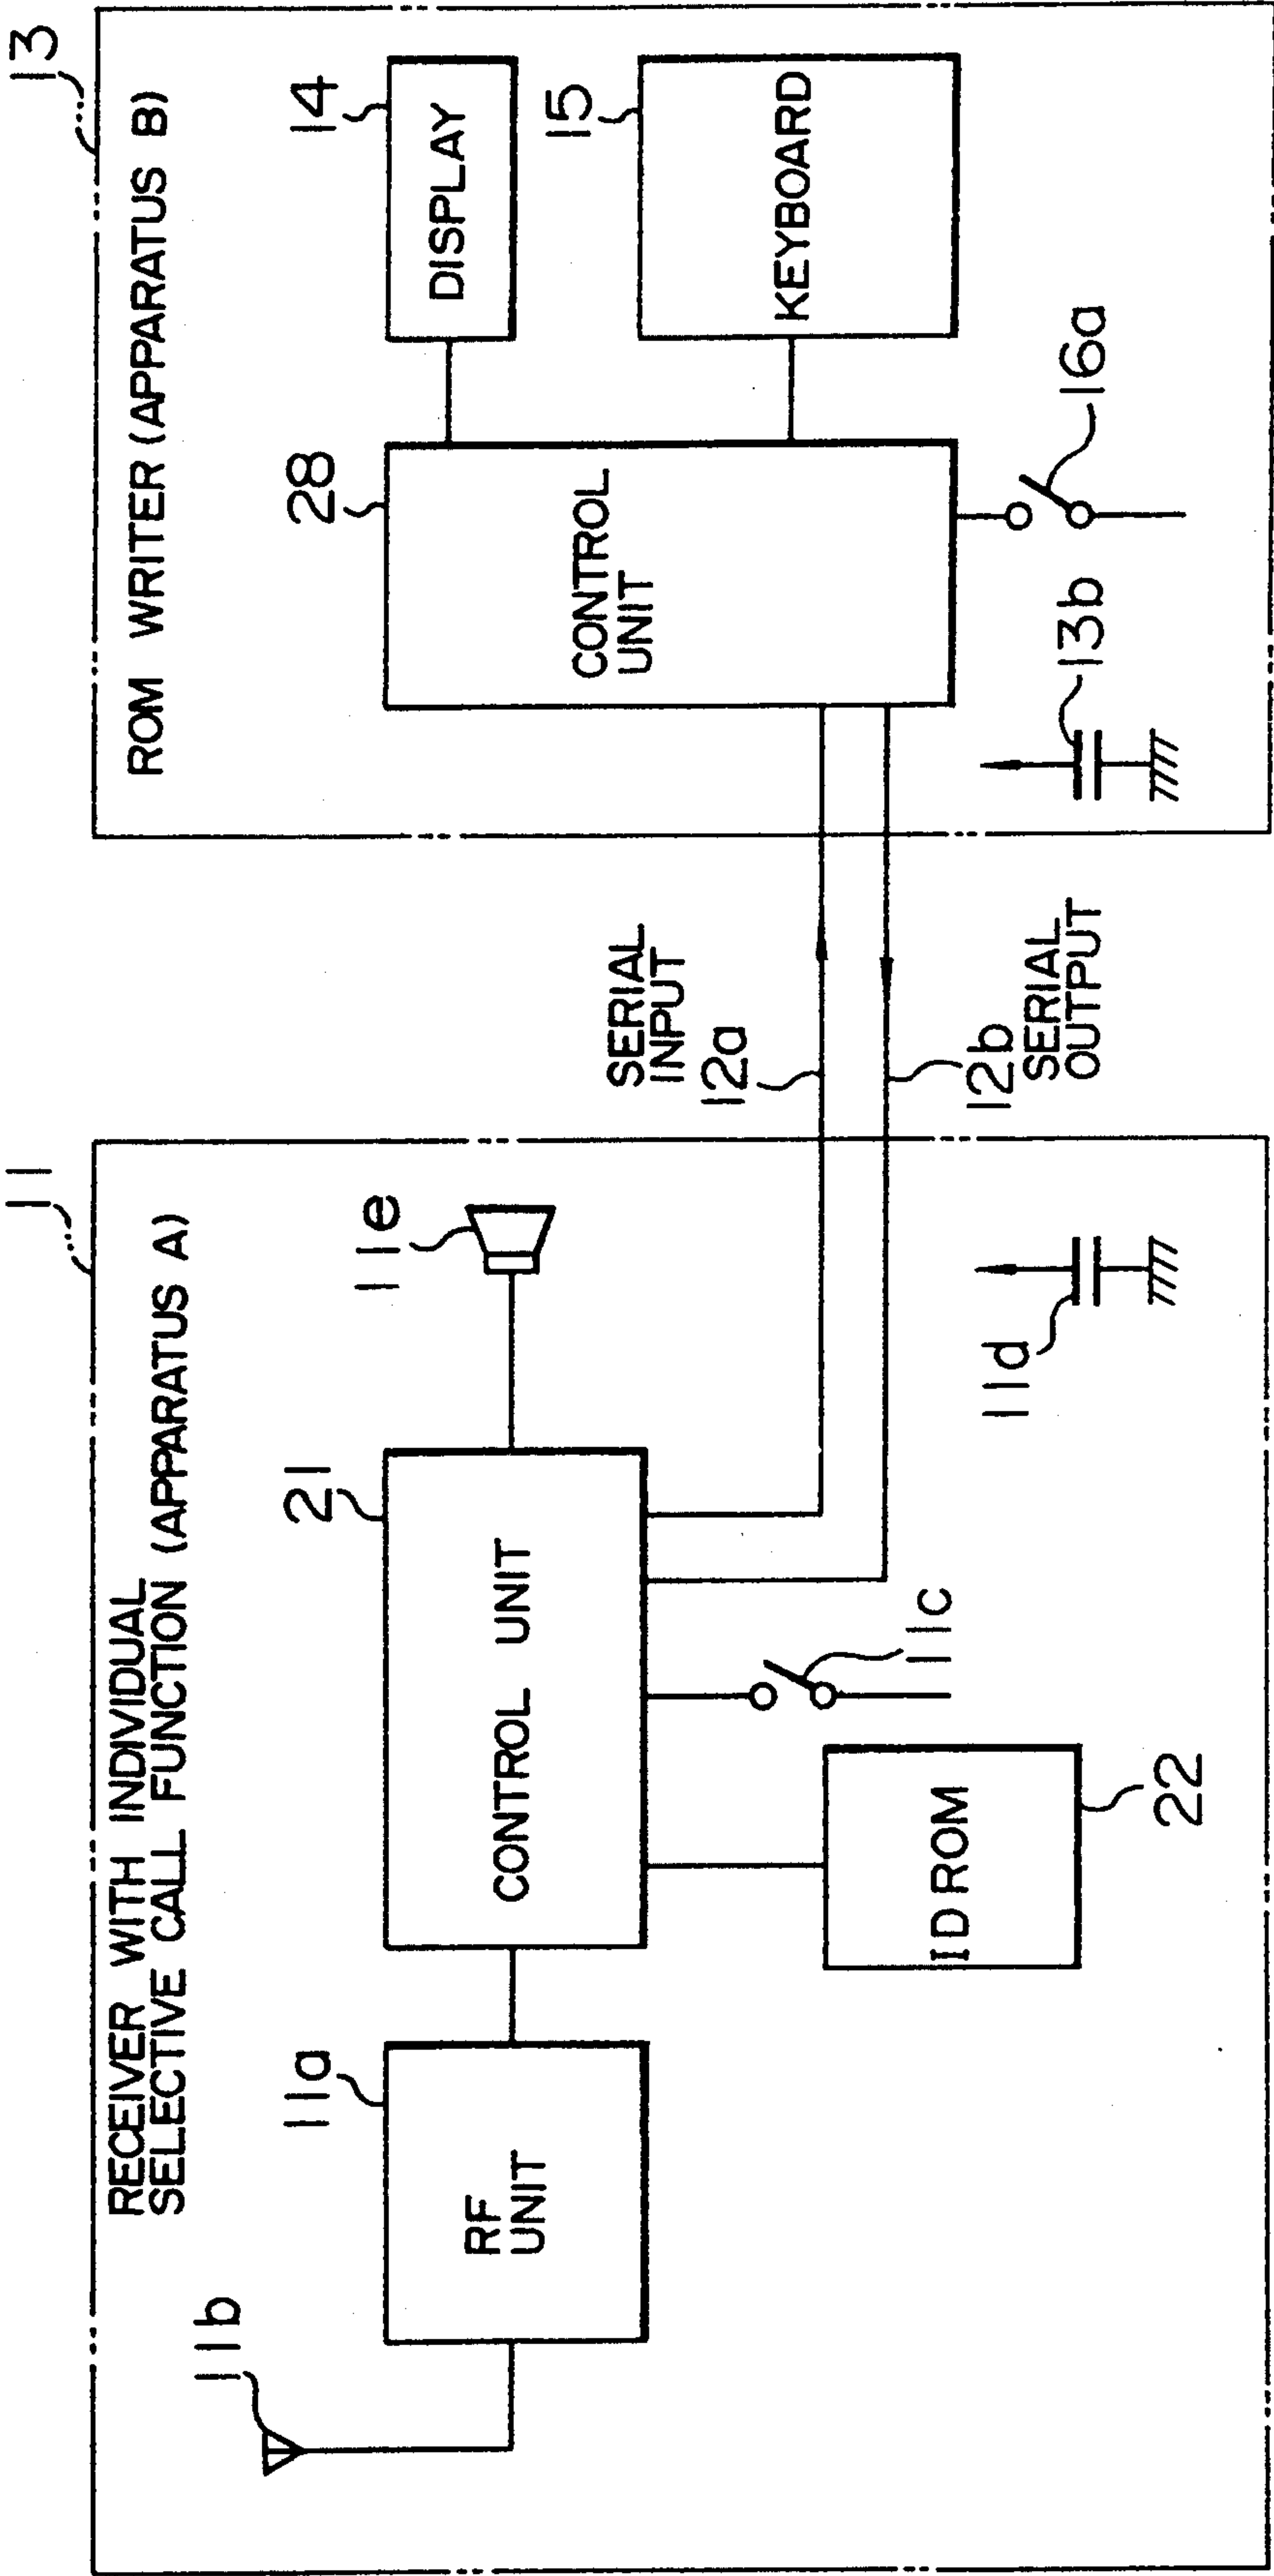 11
RECEIVER WITH INDIVIDUAL
SELECTIVE CALL FUNCTION (APPARATUS A)
11b
11a
RF
UNIT
21
CONTROL UNIT
11e
11c
ID ROM
22
11d
SERIAL
INPUT
12a
12b
SERIAL
OUTPUT
13
ROM WRITER (APPARATUS B)
28
CONTROL
UNIT
14
DISPLAY
15
KEYBOARD
16a
13b